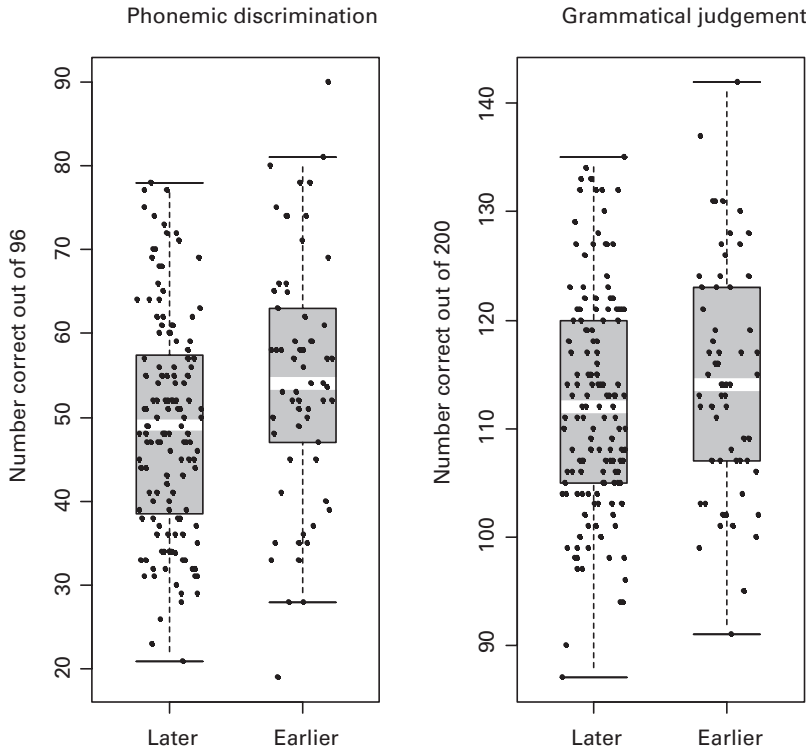 Phonemic discrimination
Number correct out of 96
90
80
70
60
50
40
30
20
Later Earlier
Grammatical judgement
Number correct out of 200
140
130
120
110
100
90
Later Earlier